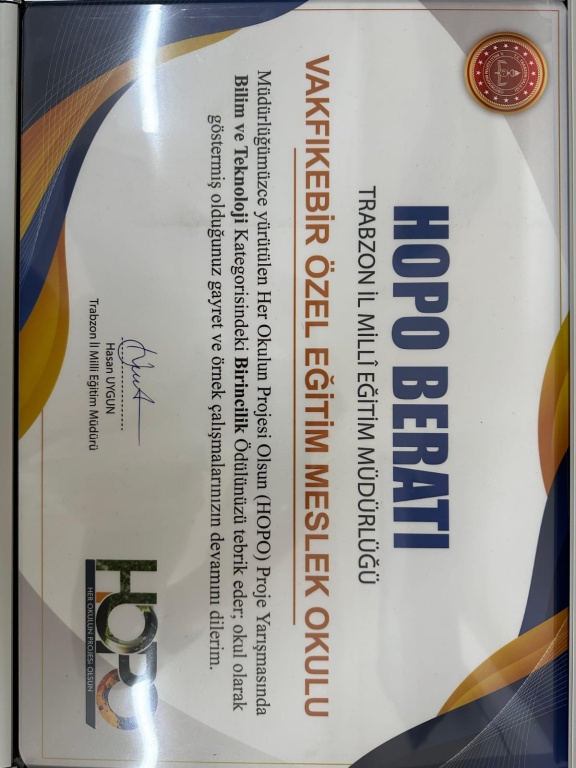 HOPO BERATI
TRABZON İL MİLLÎ EĞİTİM MÜDÜRLÜĞÜ
VAKFIKEBİR ÖZEL EĞİTİM MESLEK OKULU
Müdürlüğümüzce yürütülen Her Okulun Projesi Olsun (HOPO) Proje Yarışmasında
Bilim ve Teknoloji Kategorisindeki Birincilik Ödülünüzü tebrik eder; okul olarak
göstermiş olduğunuz gayret ve örnek çalışmalarınızın devamını dilerim.
Hasan UYGUN
Trabzon İl Milli Eğitim Müdürü
HOPO
HER OKULUN PROJESİ OLSUN